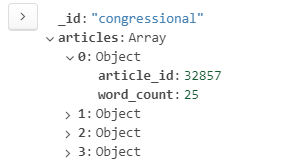 _id: "congressional"
articles: Array
0: Object
article_id: 32857
word_count: 25
1: Object
2: Object
3: Object